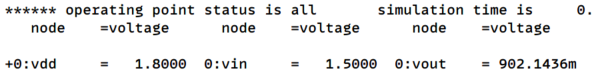 ****** operating point status is all      simulation time is     0.
   node    =voltage      node    =voltage      node    =voltage
+0:vdd     =   1.8000  0:vin     =   1.5000  0:vout    = 902.1436m